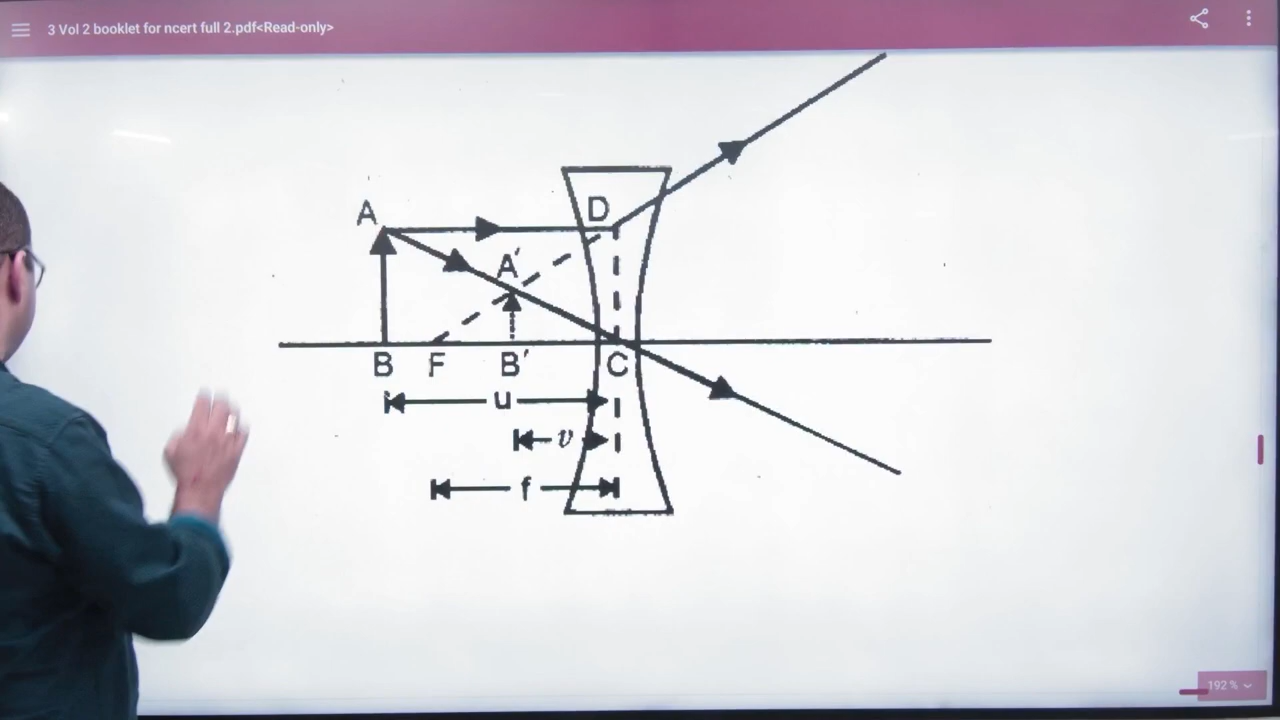 3 Vol 2 booklet for ncert full 2.pdf<Read-only>
A
D
A′
B F B′ C
u
v
f
192 %